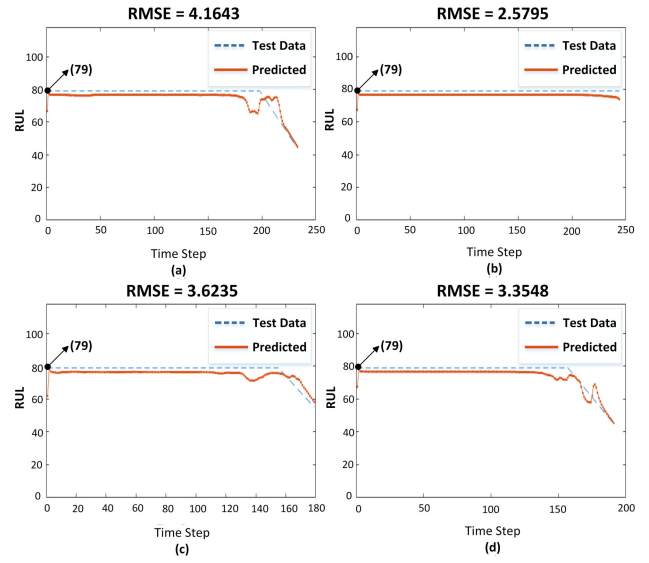 RMSE = 4.1643
100
80
60
40
20
0
RUL
(79)
Test Data
Predicted
0 50 100 150 200 250
Time Step
(a)
RMSE = 2.5795
100
80
60
40
20
0
RUL
(79)
Test Data
Predicted
0 50 100 150 200 250
Time Step
(b)
RMSE = 3.6235
100
80
60
40
20
0
RUL
(79)
Test Data
Predicted
0 20 40 60 80 100 120 140 160 180
Time Step
(c)
RMSE = 3.3548
100
80
60
40
20
0
RUL
(79)
Test Data
Predicted
0 50 100 150 200
Time Step
(d)